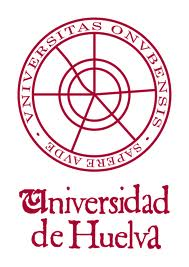 VNIVERSITAS ONVBENSIS · SAPERE AVDE ·
Universidad
de Huelva